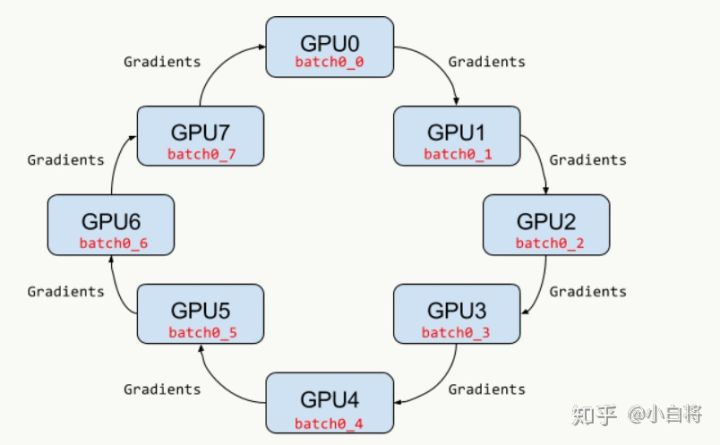 GPU0
batch0_0
Gradients
Gradients
GPU7
batch0_7
GPU1
batch0_1
Gradients
Gradients
GPU6
batch0_6
GPU2
batch0_2
Gradients
Gradients
GPU5
batch0_5
GPU3
batch0_3
Gradients
Gradients
GPU4
batch0_4
知乎 @小白将